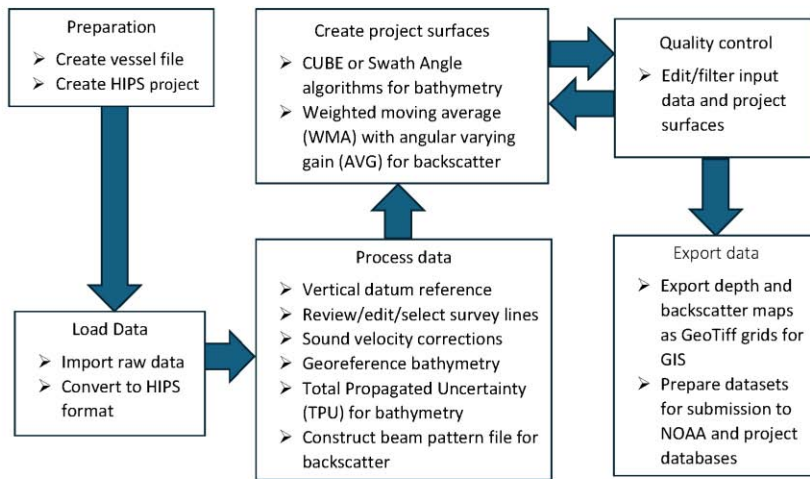 Preparation
➢ Create vessel file
➢ Create HIPS project
Load Data
➢ Import raw data
➢ Convert to HIPS
format
Process data
➢ Vertical datum reference
➢ Review/edit/select survey lines
➢ Sound velocity corrections
➢ Georeference bathymetry
➢ Total Propagated Uncertainty
(TPU) for bathymetry
➢ Construct beam pattern file for
backscatter
Create project surfaces
➢ CUBE or Swath Angle
algorithms for bathymetry
➢ Weighted moving average
(WMA) with angular varying
gain (AVG) for backscatter
Quality control
➢ Edit/filter input
data and project
surfaces
Export data
➢ Export depth and
backscatter maps
as GeoTiff grids for
GIS
➢ Prepare datasets
for submission to
NOAA and project
databases